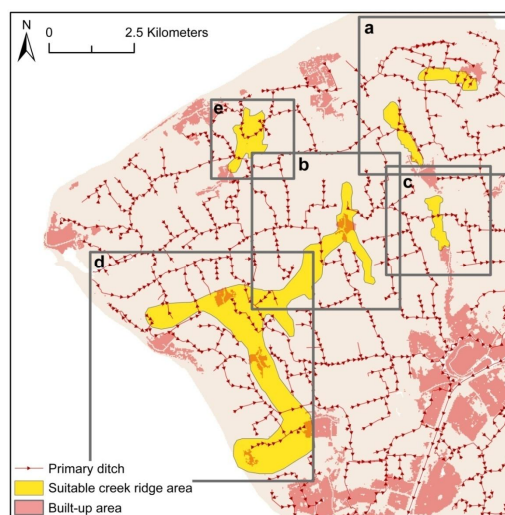 N
0 2.5 Kilometers
a
e
b
c
d
Primary ditch
Suitable creek ridge area
Built-up area